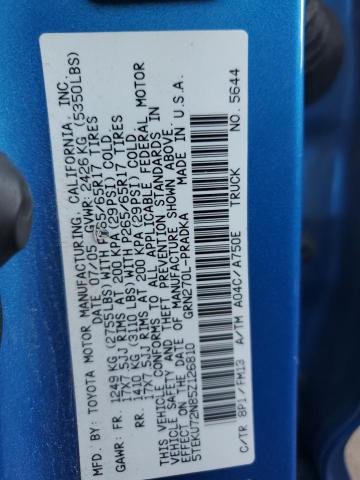 MFD. BY: TOYOTA MOTOR MANUFACTURING, CALIFORNIA, INC.
DATE: 07/05 GVWR: 2426 KG (5350LBS)
GAWR: FR. 1249 KG (2755 LBS) WITH P265/65R17 TIRES
17X7.5JJ RIMS AT 200 KPA (29PSI) COLD.
RR. 1410 KG (3110 LBS) WITH P265/65R17 TIRES
17X7.5JJ RIMS AT 200 KPA (29PSI) COLD.
THIS VEHICLE CONFORMS TO ALL APPLICABLE FEDERAL MOTOR
VEHICLE SAFETY AND THEFT PREVENTION STANDARDS IN
EFFECT ON THE DATE OF MANUFACTURE SHOWN ABOVE.
5TEKU72N85Z126810 GRN270L-PRADKA MADE IN U.S.A.
TRUCK
C/TR 8P1/FM13 A/TM A04C/A750E NO. 5644